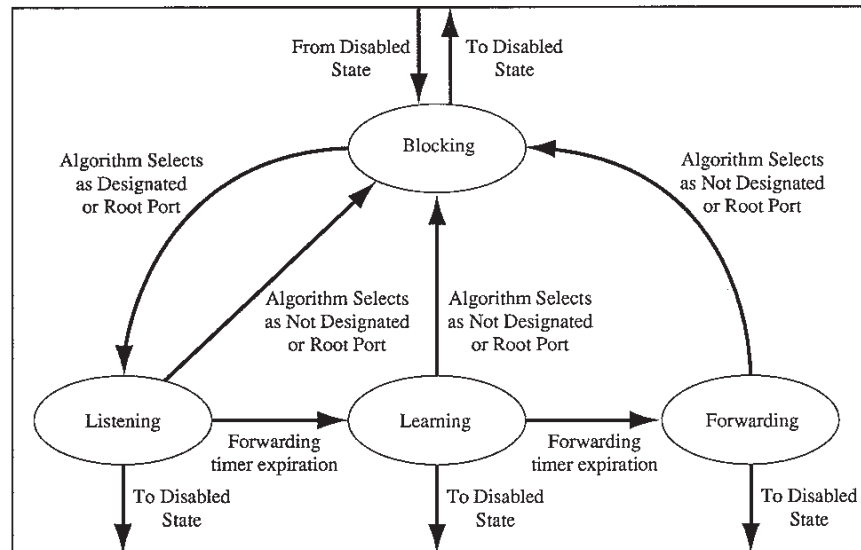 From Disabled
State
To Disabled
State
Blocking
Algorithm Selects
as Designated
or Root Port
Algorithm Selects
as Not Designated
or Root Port
Algorithm Selects
as Not Designated
or Root Port
Algorithm Selects
as Not Designated
or Root Port
Listening
Learning
Forwarding
Forwarding
timer expiration
Forwarding
timer expiration
To Disabled
State
To Disabled
State
To Disabled
State